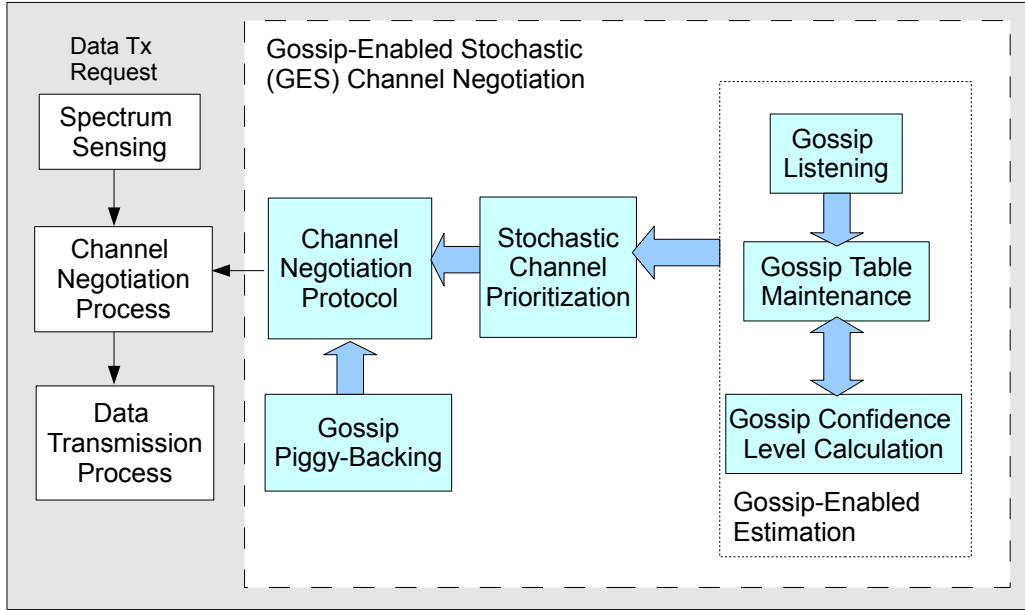 Data Tx
Request
Spectrum
Sensing
Channel
Negotiation
Process
Data
Transmission
Process
Gossip-Enabled Stochastic
(GES) Channel Negotiation
Channel
Negotiation
Protocol
Gossip
Piggy-Backing
Stochastic
Channel
Prioritization
Gossip
Listening
Gossip Table
Maintenance
Gossip Confidence
Level Calculation
Gossip-Enabled
Estimation